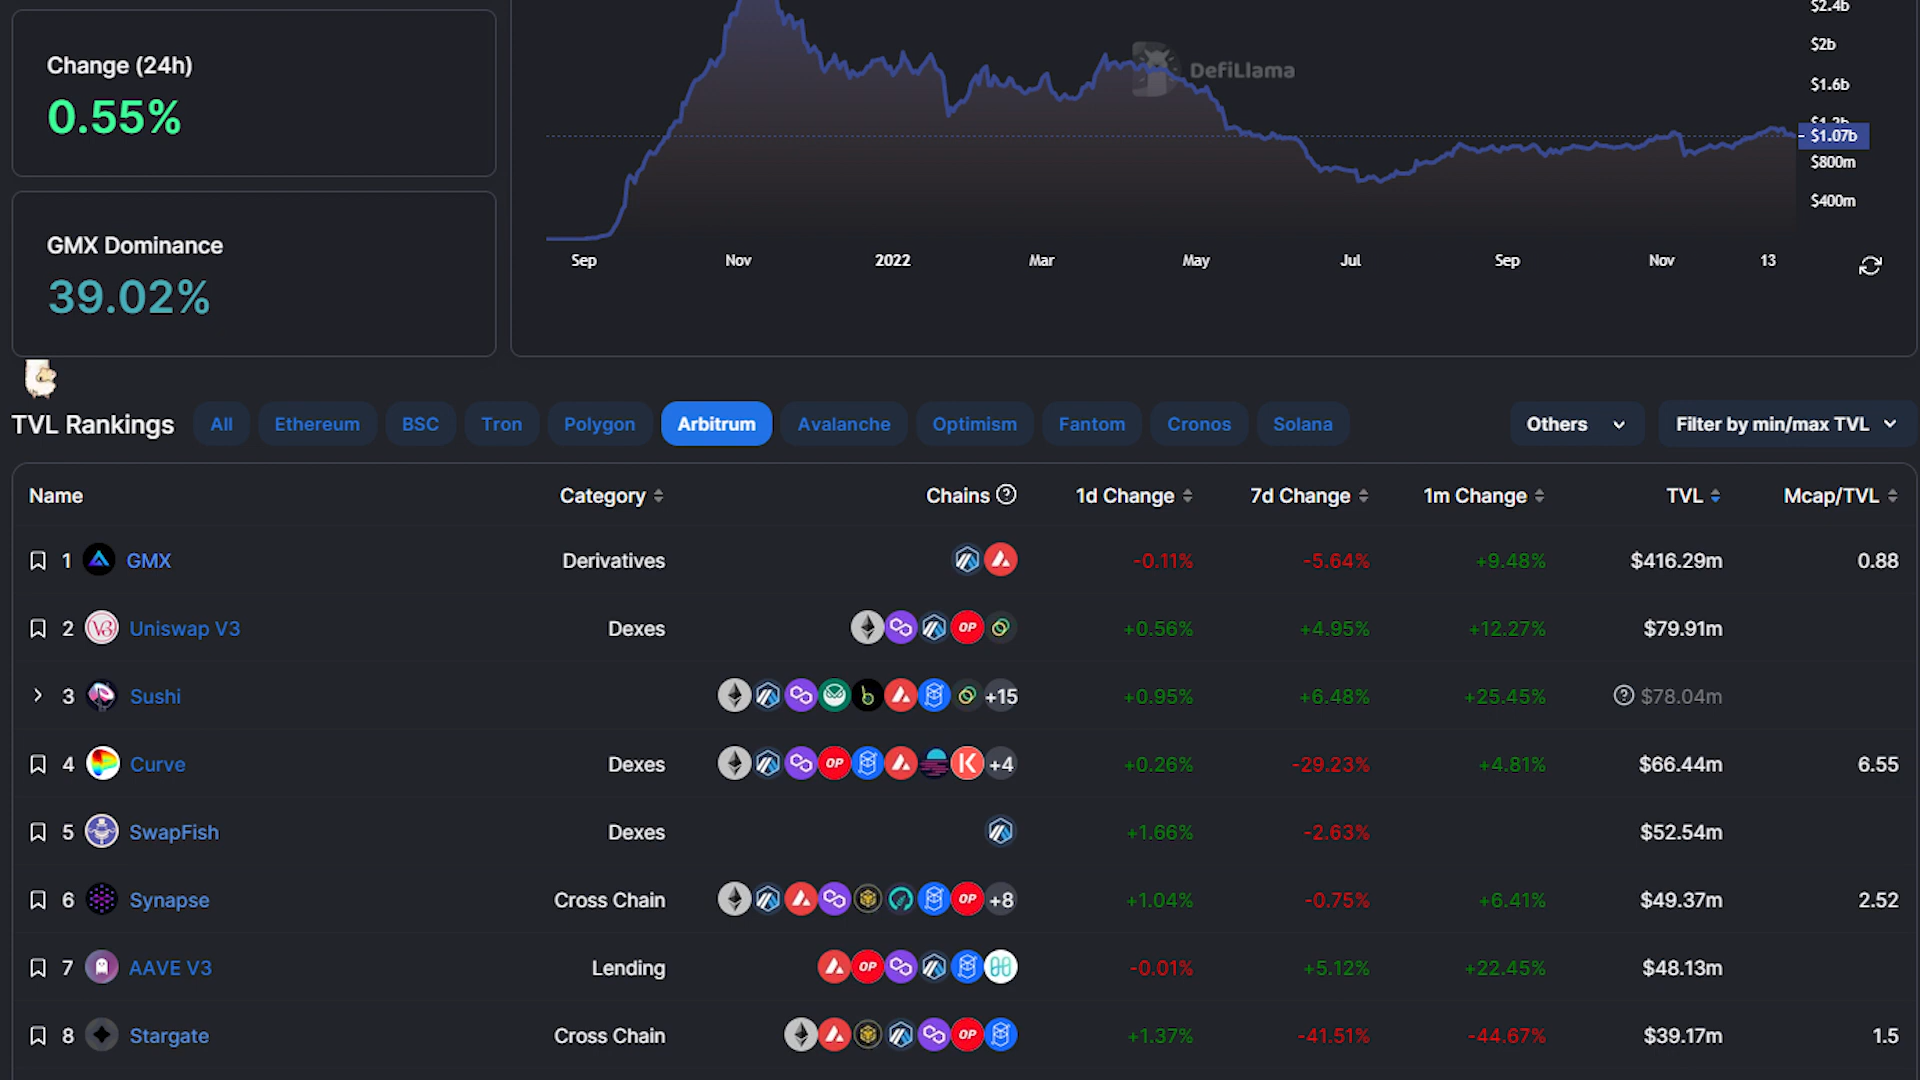 Change (24h)
0.55%
GMX Dominance
39.02%
DefiLlama
$2.4b
$2b
$1.6b
$1.2b
$1.07b
$800m
$400m
Sep Nov 2022 Mar May Jul Sep Nov 13
TVL Rankings All Ethereum BSC Tron Polygon Arbitrum Avalanche Optimism Fantom Cronos Solana Others Filter by min/max TVL
Name Category Chains 1d Change 7d Change 1m Change TVL Mcap/TVL
1 GMX Derivatives -0.11% -5.64% +9.48% $416.29m 0.88
2 Uniswap V3 Dexes OP +0.56% +4.95% +12.27% $79.91m
3 Sushi +15 +0.95% +6.48% +25.45% $78.04m
4 Curve Dexes OP K +4 +0.26% -29.23% +4.81% $66.44m 6.55
5 SwapFish Dexes +1.66% -2.63% $52.54m
6 Synapse Cross Chain OP +8 +1.04% -0.75% +6.41% $49.37m 2.52
7 AAVE V3 Lending OP -0.01% +5.12% +22.45% $48.13m
8 Stargate Cross Chain OP +1.37% -41.51% -44.67% $39.17m 1.5